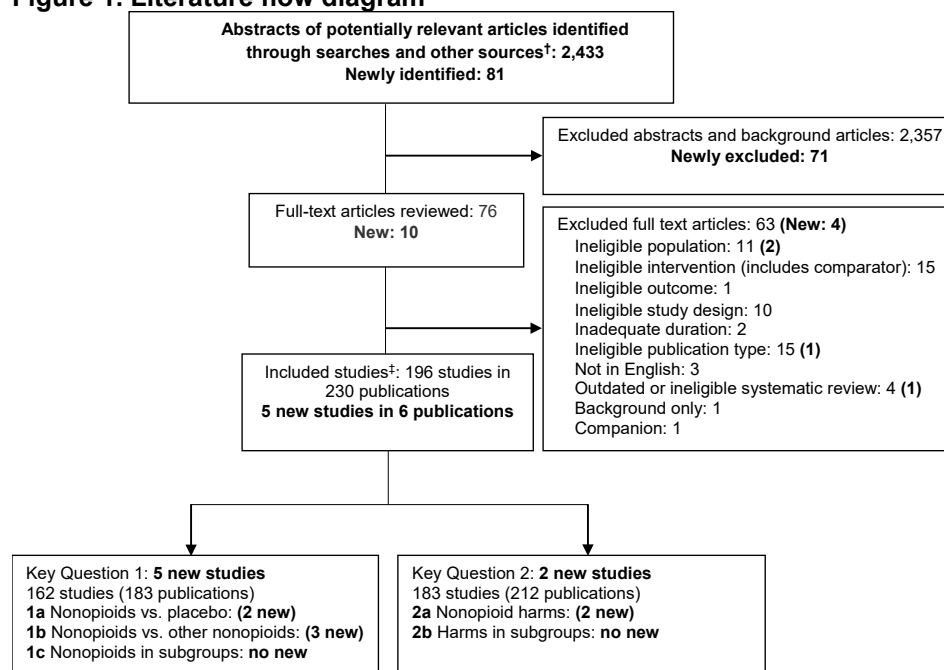 Figure 1. Literature flow diagram
Abstracts of potentially relevant articles identified
through searches and other sources†: 2,433
Newly identified: 81
Excluded abstracts and background articles: 2,357
Newly excluded: 71
Full-text articles reviewed: 76
New: 10
Excluded full text articles: 63 (New: 4)
Ineligible population: 11 (2)
Ineligible intervention (includes comparator): 15
Ineligible outcome: 1
Ineligible study design: 10
Inadequate duration: 2
Ineligible publication type: 15 (1)
Not in English: 3
Outdated or ineligible systematic review: 4 (1)
Background only: 1
Companion: 1
Included studies‡: 196 studies in
230 publications
5 new studies in 6 publications
Key Question 1: 5 new studies
162 studies (183 publications)
1a Nonopioids vs. placebo: (2 new)
1b Nonopioids vs. other nonopioids: (3 new)
1c Nonopioids in subgroups: no new
Key Question 2: 2 new studies
183 studies (212 publications)
2a Nonopioid harms: (2 new)
2b Harms in subgroups: no new